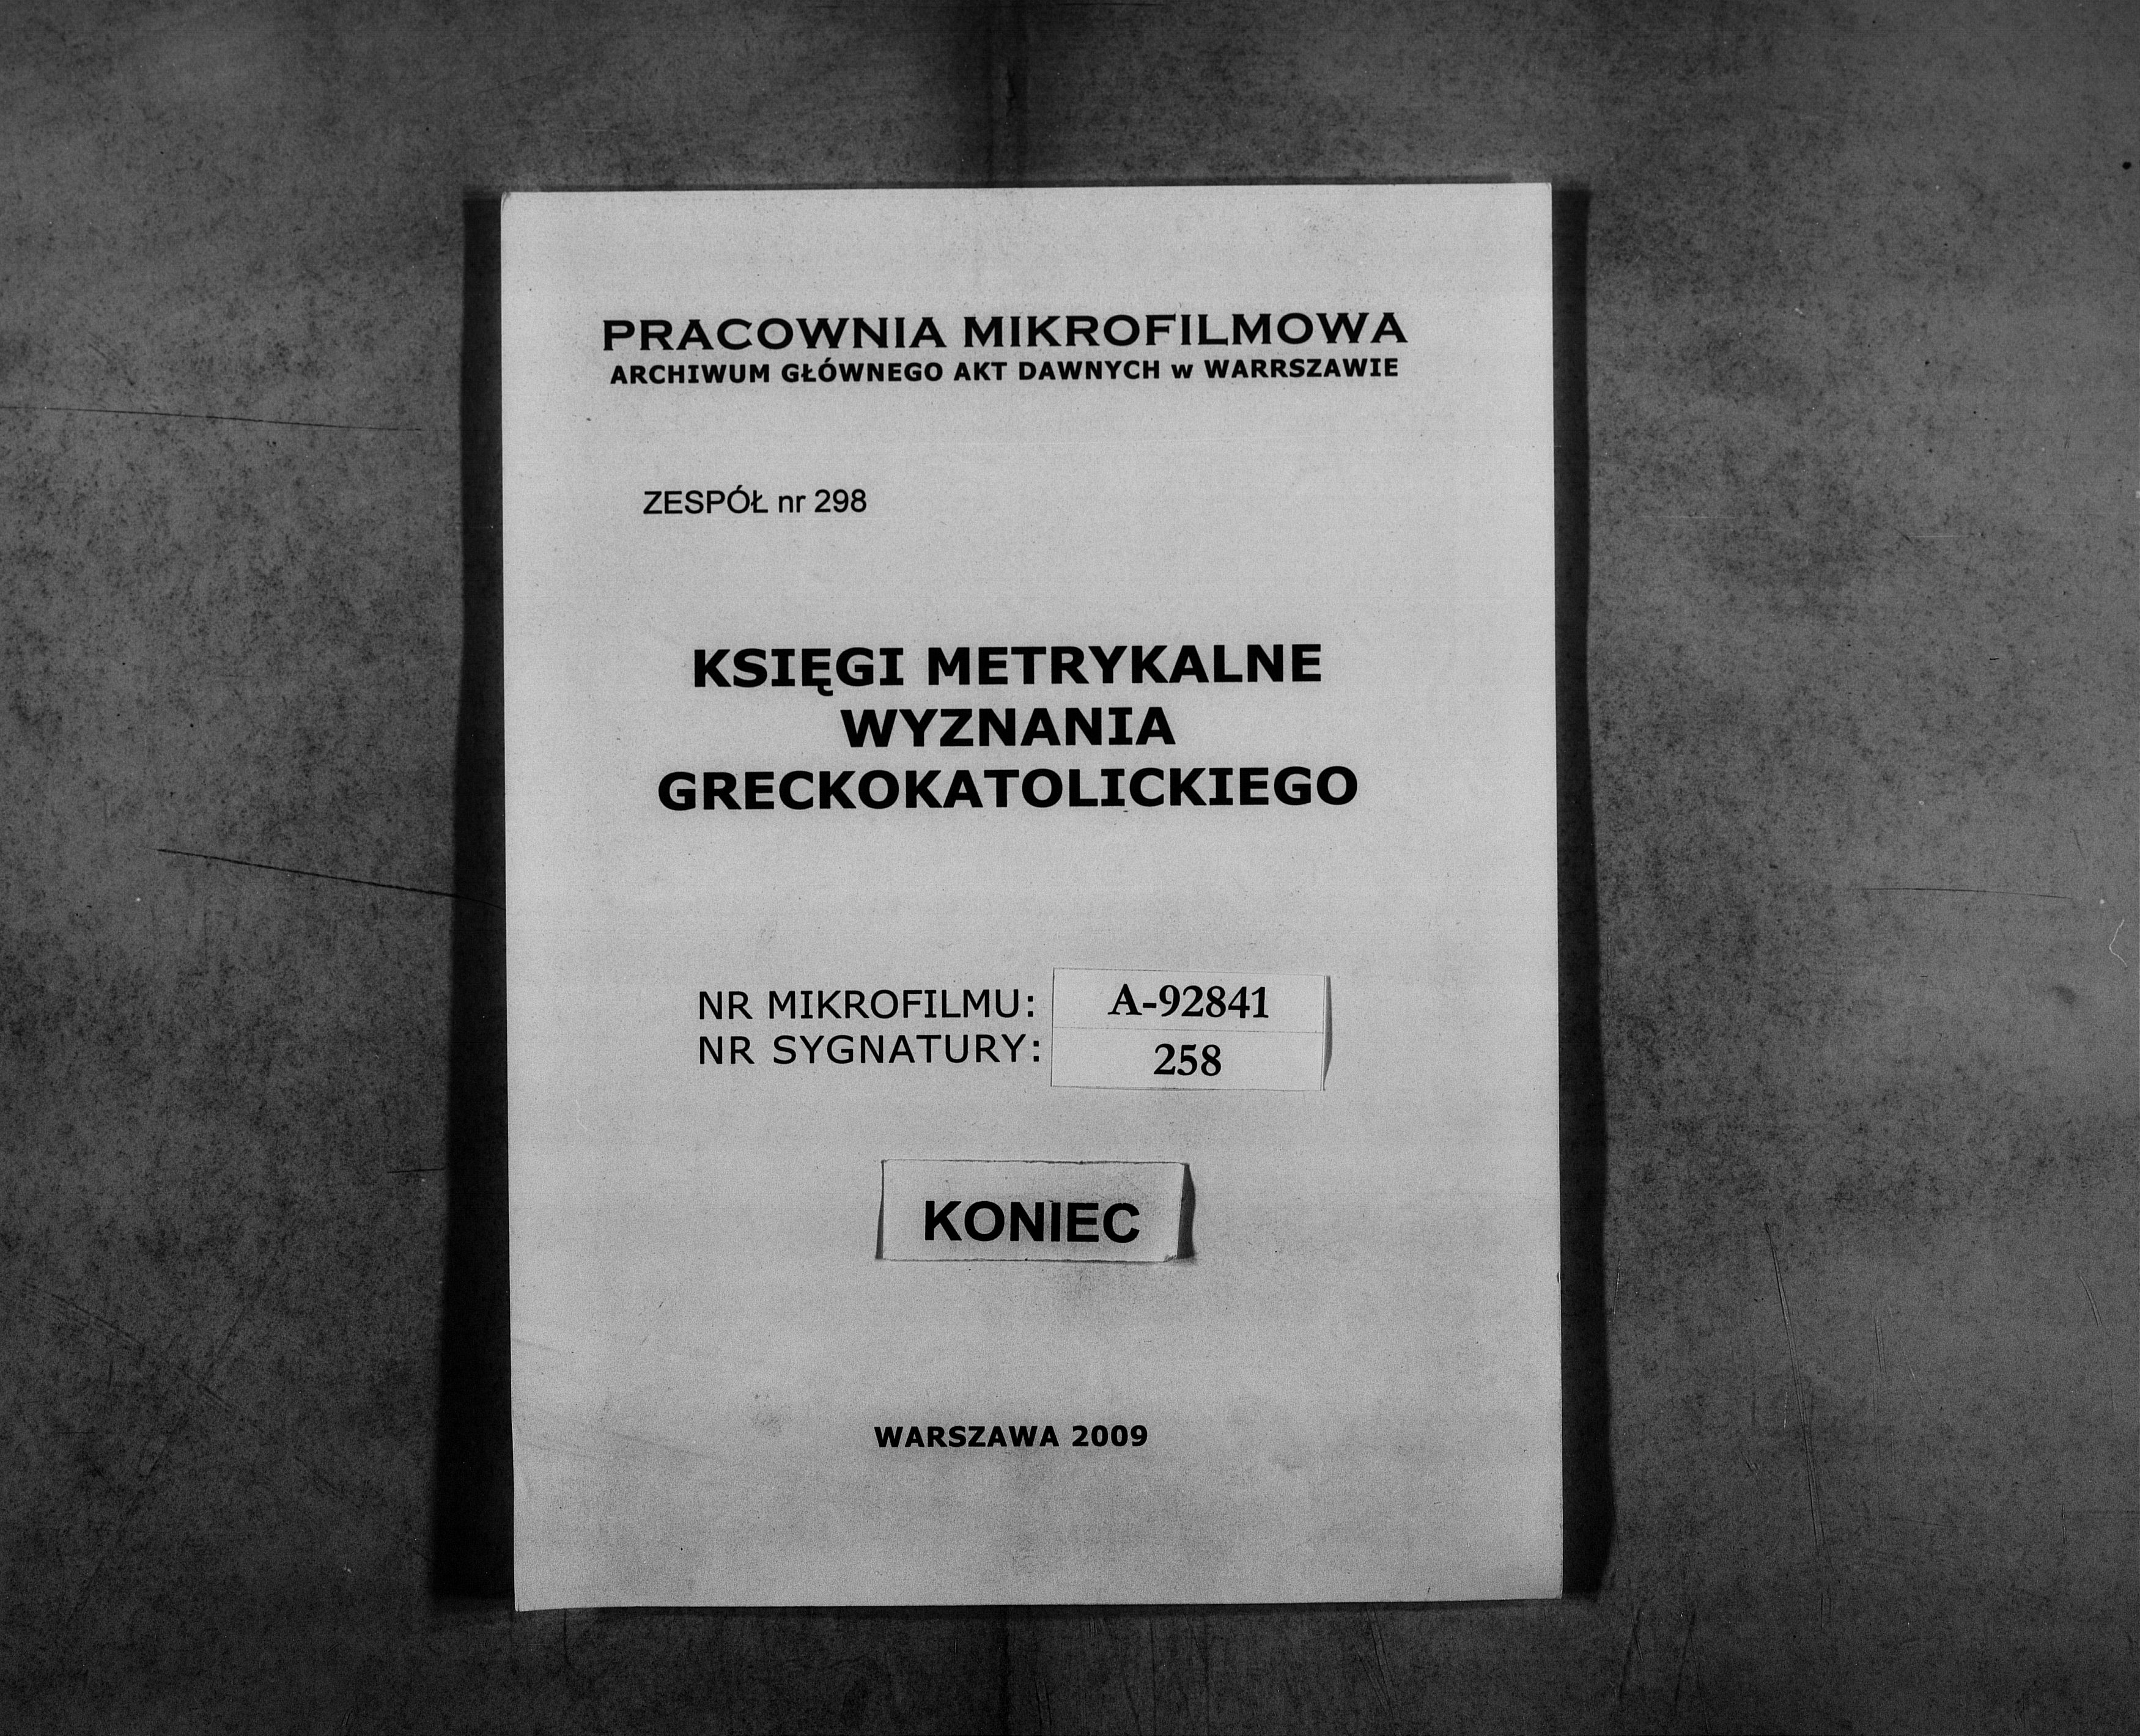 PRACOWNIA MIKROFILMOWA
ARCHIWUM GŁÓWNEGO AKT DAWNYCH w WARRSZAWIE
ZESPÓŁ nr 298
KSIĘGI METRYKALNE
WYZNANIA
GRECKOKATOLICKIEGO
NR MIKROFILMU: A-92841
NR SYGNATURY: 258
KONIEC
WARSZAWA 2009